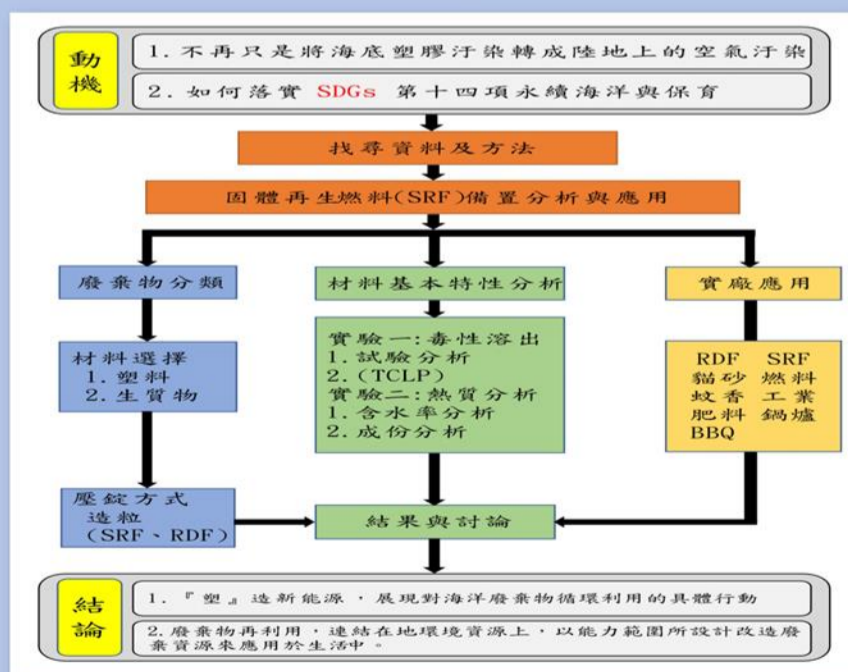 動機
1. 不再只是將海底塑膠汙染轉成陸地上的空氣汙染
2. 如何落實 SDGs 第十四項永續海洋與保育
找尋資料及方法
固體再生燃料(SRF)備置分析與應用
廢棄物分類
材料選擇
1. 塑料
2. 生質物
壓錠方式
造粒
(SRF、RDF)
材料基本特性分析
實驗一:毒性溶出
1. 試驗分析
2. (TCLP)
實驗二:熱質分析
1. 含水率分析
2. 成份分析
結果與討論
實廠應用
RDF SRF
貓砂 燃料
蚊香 工業
肥料 鍋爐
BBQ
結論
1. 『塑』造新能源，展現對海洋廢棄物循環利用的具體行動
2. 廢棄物再利用，連結在地環境資源上，以能力範圍所設計改造廢
棄資源來應用於生活中。